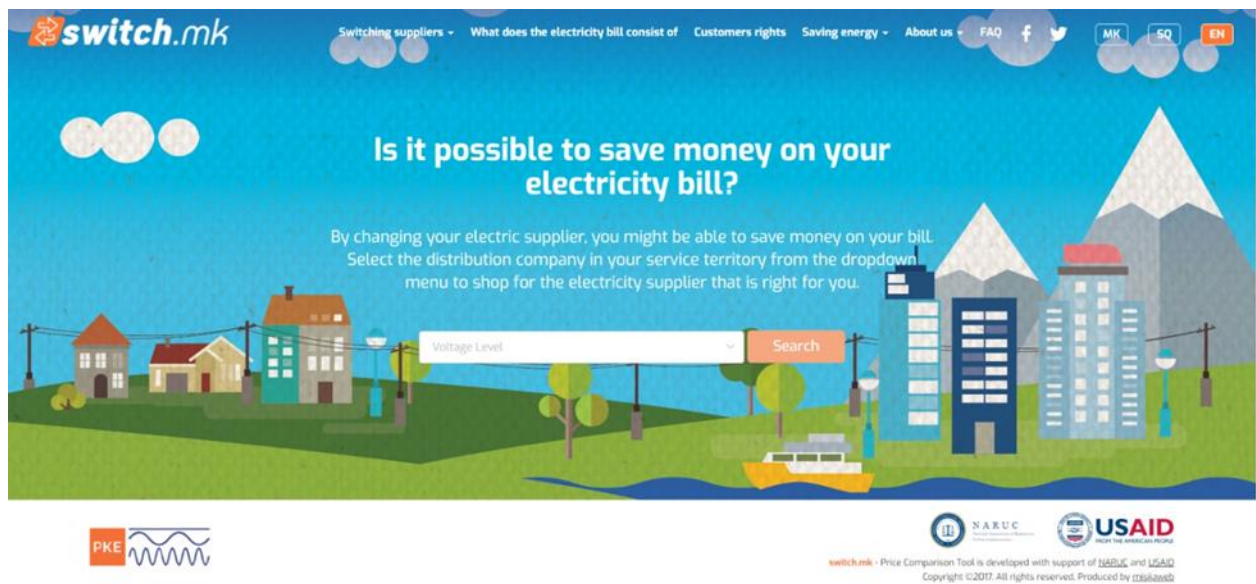 switch.mk
Switching suppliers What does the electricity bill consist of Customers rights Saving energy About us FAQ MK SQ EN
Is it possible to save money on your
electricity bill?
By changing your electric supplier, you might be able to save money on your bill.
Select the distribution company in your service territory from the dropdown
menu to shop for the electricity supplier that is right for you.
Voltage Level Search
PKE
NARUC
USAID
FROM THE AMERICAN PEOPLE
switch.mk - Price Comparison Tool is developed with support of NARUC and USAID
Copyright ©2017. All rights reserved. Produced by miskaweb